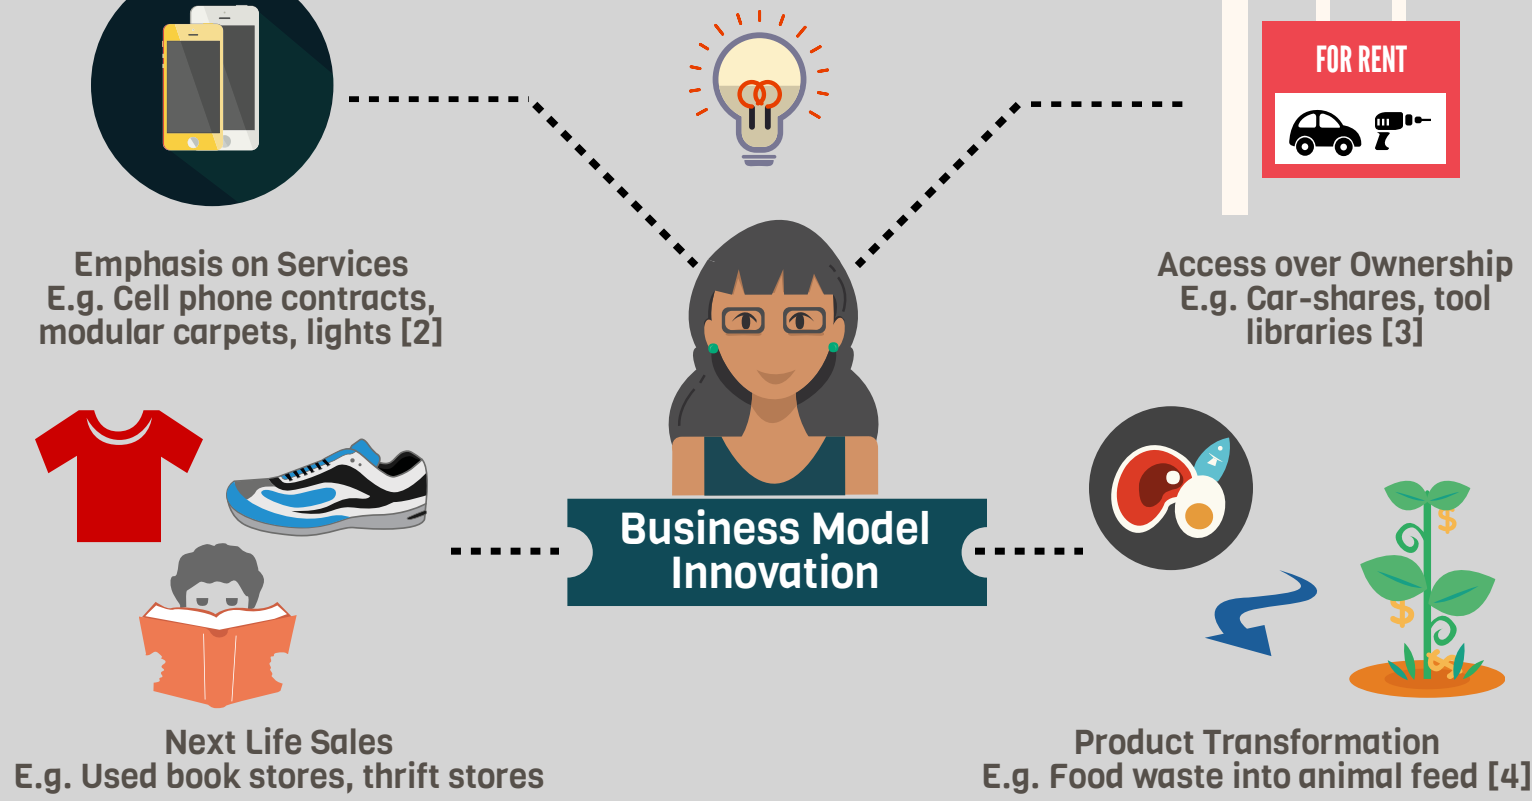 FOR RENT
Emphasis on Services
E.g. Cell phone contracts,
modular carpets, lights [2]
Access over Ownership
E.g. Car-shares, tool
libraries [3]
Business Model
Innovation
Next Life Sales
E.g. Used book stores, thrift stores
Product Transformation
E.g. Food waste into animal feed [4]